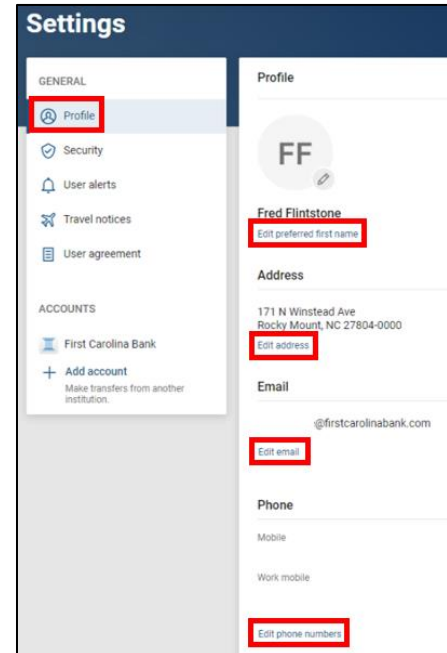 Settings
GENERAL
Profile
Security
User alerts
Travel notices
User agreement
ACCOUNTS
First Carolina Bank
Add account
Make transfers from another
institution.
Profile
FF
Fred Flintstone
Edit preferred first name
Address
171 N Winstead Ave
Rocky Mount, NC 27804-0000
Edit address
Email
@firstcarolinabank.com
Edit email
Phone
Mobile
Work mobile
Edit phone numbers